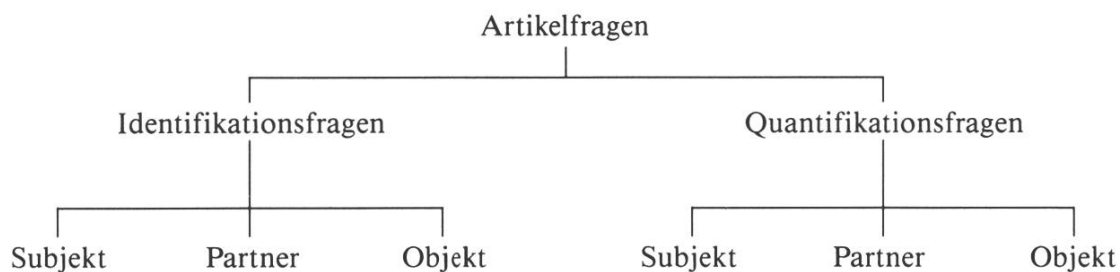 Artikelfragen
Identifikationsfragen Quantifikationsfragen
Subjekt Partner Objekt Subjekt Partner Objekt